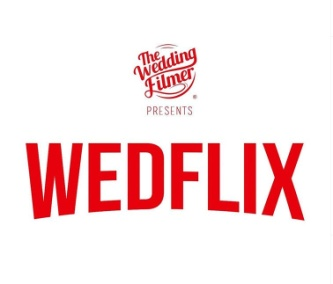 The
Wedding
Filmer
®
PRESENTS
WEDFLIX